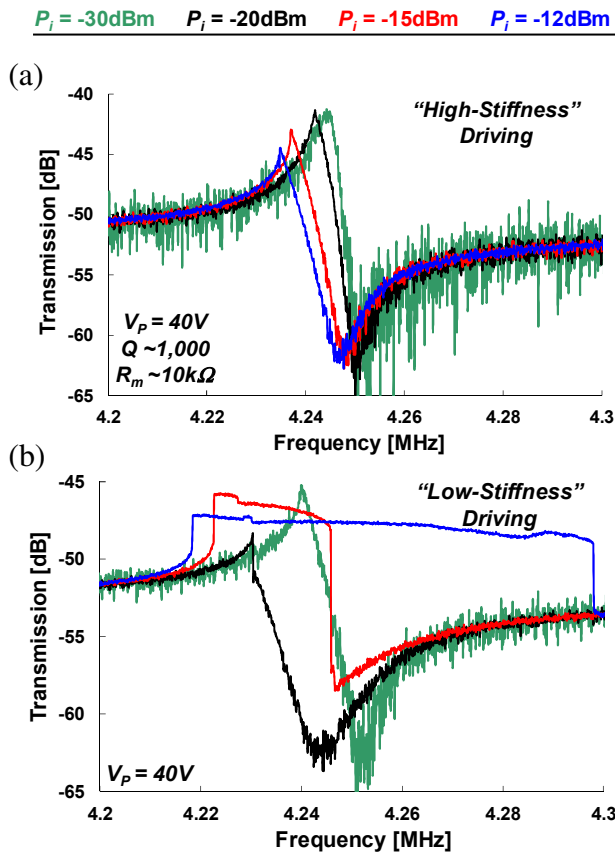 P_i = -30dBm P_i = -20dBm P_i = -15dBm P_i = -12dBm
(a)
-40
-45
-50
-55
-60
-65
Transmission [dB]
"High-Stiffness"
Driving
V_P = 40V
Q ~1,000
R_m ~10kΩ
4.2 4.22 4.24 4.26 4.28 4.3
Frequency [MHz]
(b)
-45
-50
-55
-60
-65
Transmission [dB]
"Low-Stiffness"
Driving
V_P = 40V
4.2 4.22 4.24 4.26 4.28 4.3
Frequency [MHz]